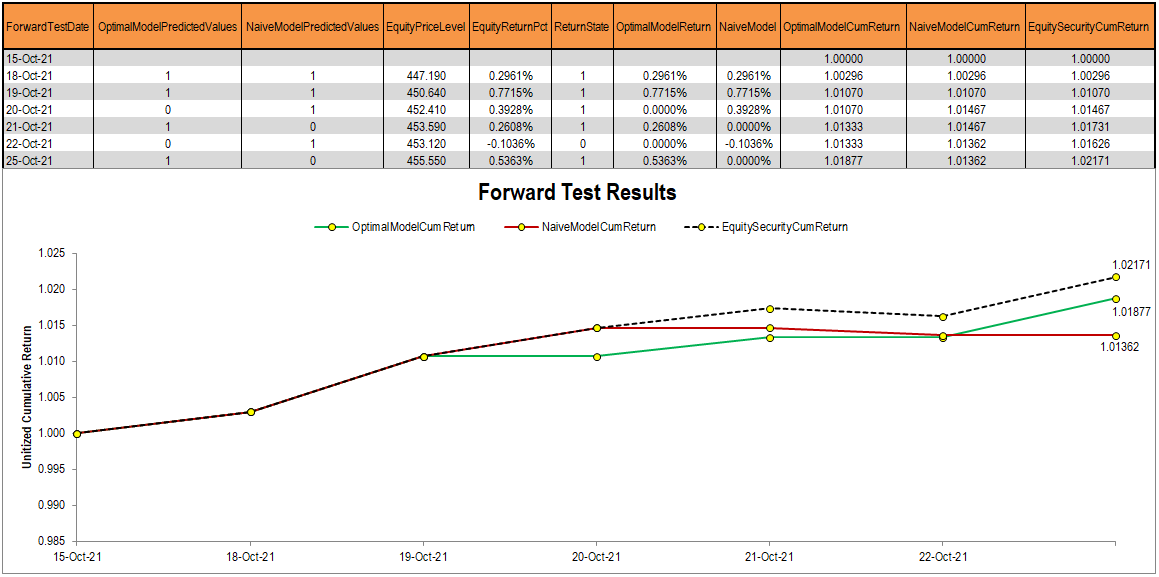 ForwardTestDate OptimalModelPredictedValues NaiveModelPredictedValues EquityPriceLevel EquityReturnPct ReturnState OptimalModelReturn NaiveModel OptimalModelCumReturn NaiveModelCumReturn EquitySecurityCumReturn
15-Oct-21 1.00000 1.00000 1.00000
18-Oct-21 1 1 447.190 0.2961% 1 0.2961% 0.2961% 1.00296 1.00296 1.00296
19-Oct-21 1 1 450.640 0.7715% 1 0.7715% 0.7715% 1.01070 1.01070 1.01070
20-Oct-21 0 1 452.410 0.3928% 1 0.0000% 0.3928% 1.01070 1.01467 1.01467
21-Oct-21 1 0 453.590 0.2608% 1 0.2608% 0.0000% 1.01333 1.01467 1.01731
22-Oct-21 0 1 453.120 -0.1036% 0 0.0000% -0.1036% 1.01333 1.01362 1.01626
25-Oct-21 1 0 455.550 0.5363% 1 0.5363% 0.0000% 1.01877 1.01362 1.02171
Forward Test Results
OptimalModelCumReturn NaiveModelCumReturn EquitySecurityCumReturn
Unitized Cumulative Return
1.025
1.020
1.015
1.010
1.005
1.000
0.995
0.990
0.985
1.02171
1.01877
1.01362
15-Oct-21 18-Oct-21 19-Oct-21 20-Oct-21 21-Oct-21 22-Oct-21